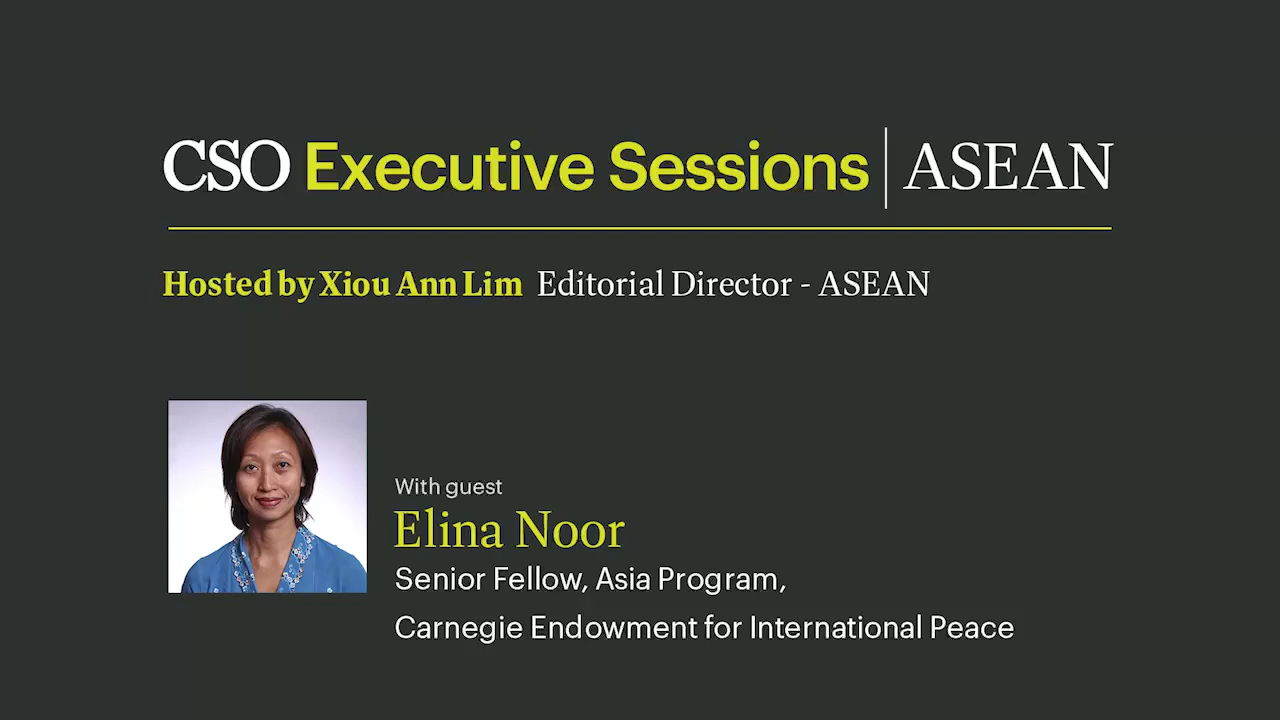 CSO Executive Sessions | ASEAN
Hosted by Xiou Ann Lim Editorial Director - ASEAN
With guest
Elina Noor
Senior Fellow, Asia Program,
Carnegie Endowment for International Peace